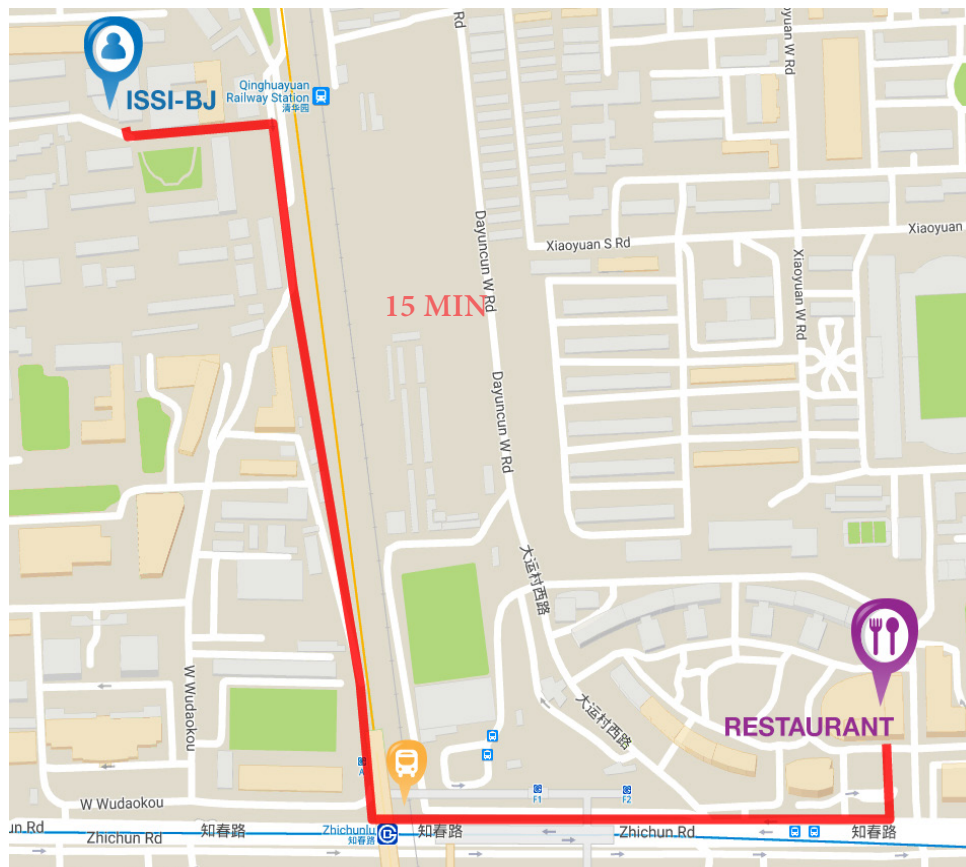 Rd
ISSI-BJ
Qinghuayuan
Railway Station
清华园
Xiaoyuan W Rd
Dayuncun W Rd
Xiaoyuan S Rd
Xiaoyuan
Xiaoyuan W Rd
15 MIN
Dayuncun W Rd
大运村西路
W Wudaokou
大运村西路
RESTAURANT
A
F1
F2
W Wudaokou
un Rd
Zhichun Rd
知春路
Zhichunlu
知春路
知春路
Zhichun Rd
知春路